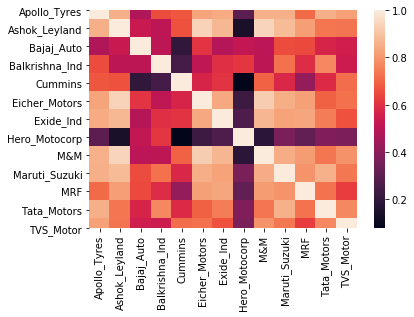 Apollo_Tyres
Ashok_Leyland
Bajaj_Auto
Balkrishna_Ind
Cummins
Eicher_Motors
Exide_Ind
Hero_Motocorp
M&M
Maruti_Suzuki
MRF
Tata_Motors
TVS_Motor
Apollo_Tyres
Ashok_Leyland
Bajaj_Auto
Balkrishna_Ind
Cummins
Eicher_Motors
Exide_Ind
Hero_Motocorp
M&M
Maruti_Suzuki
MRF
Tata_Motors
TVS_Motor
1.0
0.8
0.6
0.4
0.2